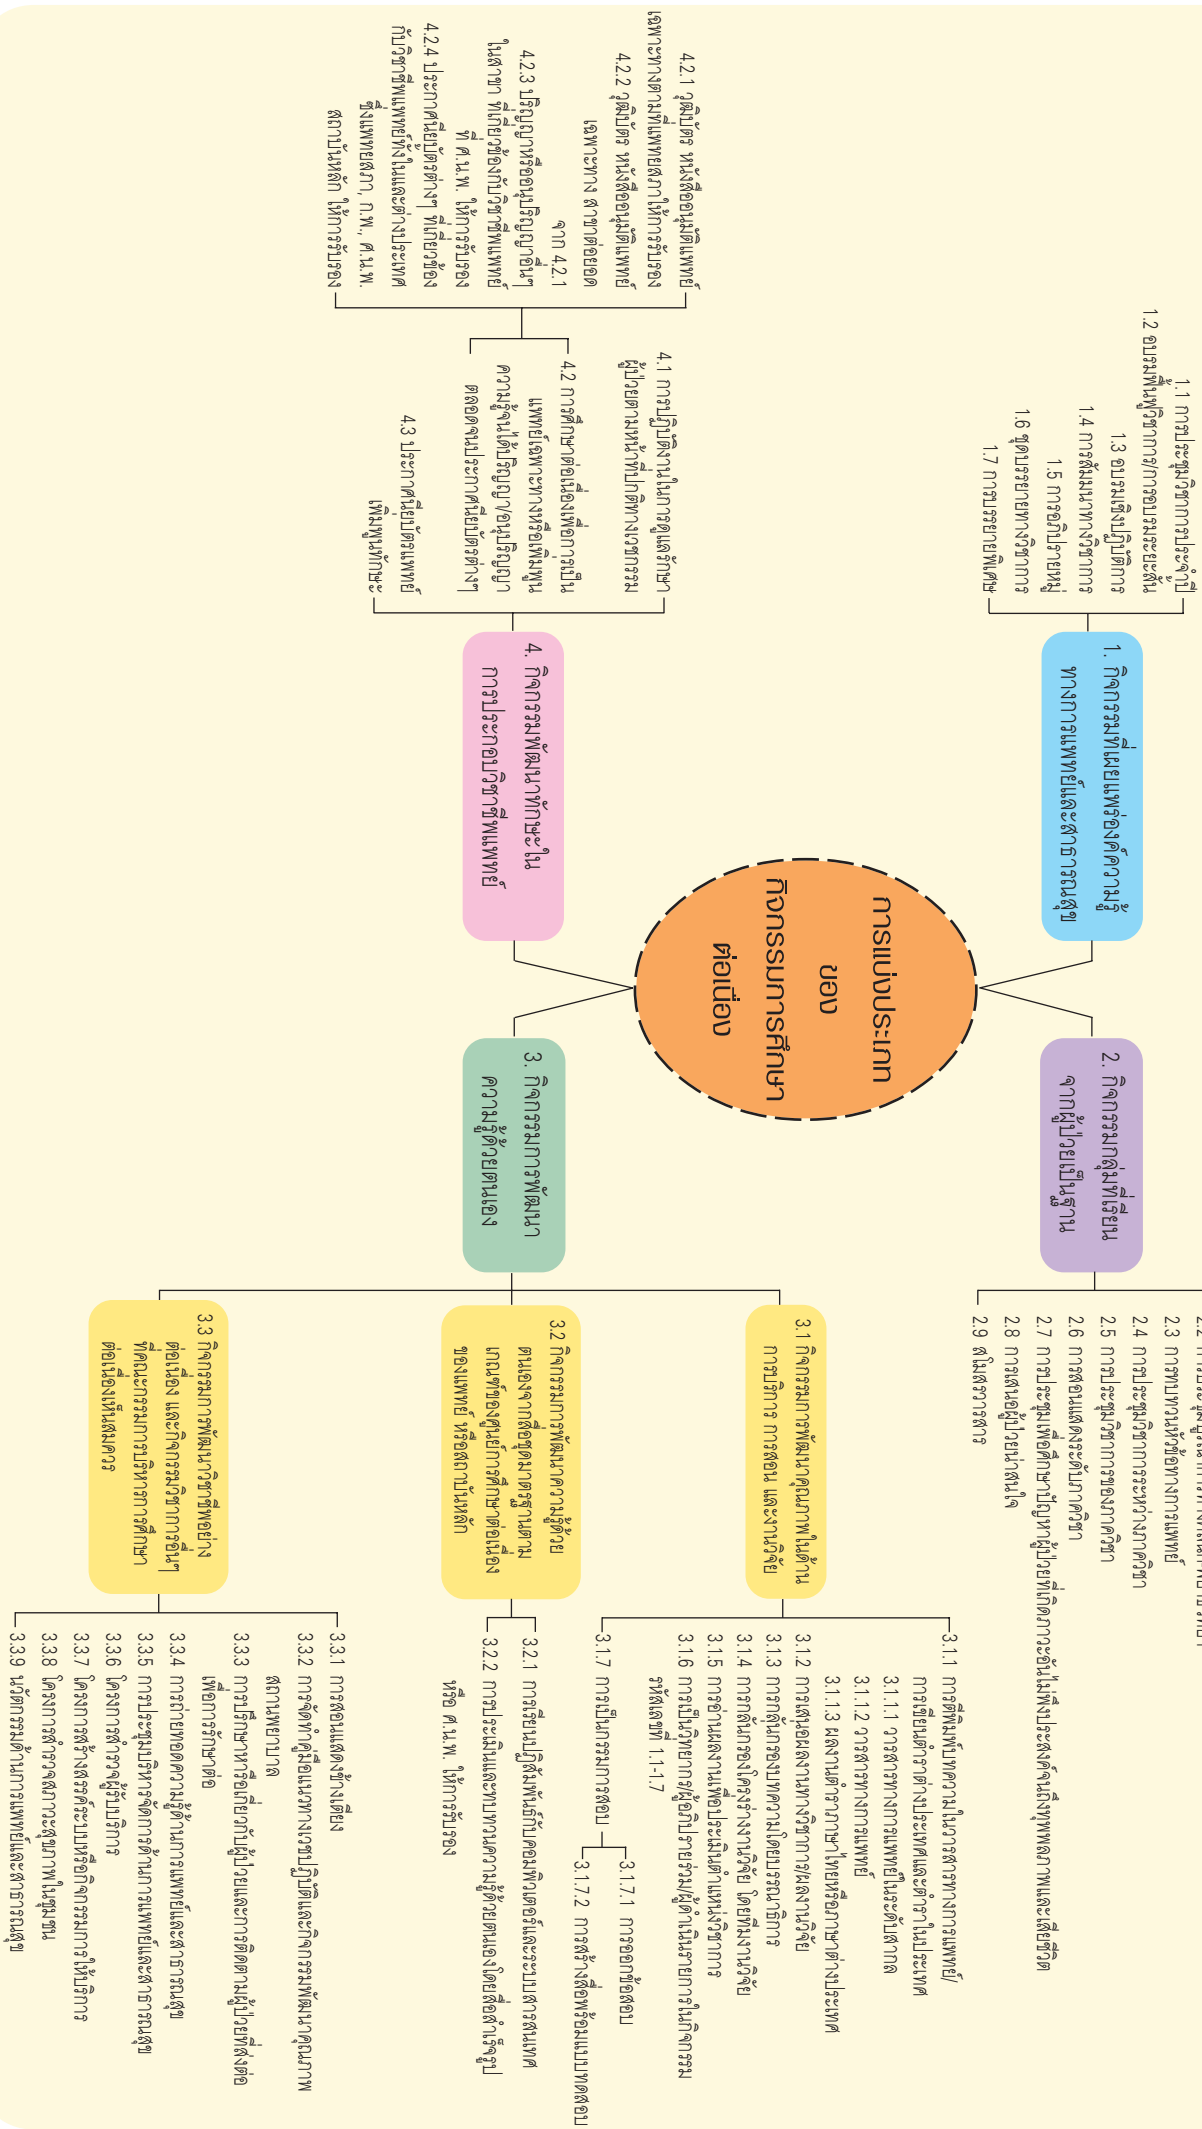 การแบ่งประเภท
ของ
กิจกรรมการศึกษา
ต่อเนื่อง
1. กิจกรรมที่เผยแพร่องค์ความรู้
ทางการแพทย์และสาธารณสุข
1.1 การประชุมวิชาการประจำปี
1.2 อบรมฟื้นฟูวิชาการ/การอบรมระยะสั้น
1.3 อบรมเชิงปฏิบัติการ
1.4 การสัมมนาทางวิชาการ
1.5 การอภิปรายหมู่
1.6 ชุดบรรยายทางวิชาการ
1.7 การบรรยายพิเศษ
2. กิจกรรมกลุ่มที่เรียน
จากผู้ป่วยเป็นฐาน
2.3 การทบทวนหัวข้อทางการแพทย์
2.4 การประชุมวิชาการระหว่างภาควิชา
2.5 การประชุมวิชาการของภาควิชา
2.6 การสอนแสดงระดับภาควิชา
2.7 การประชุมเพื่อศึกษาปัญหาผู้ป่วยที่เกิดภาวะอันไม่พึงประสงค์จนถึงทุพพลภาพและเสียชีวิต
2.8 การเสนอผู้ป่วยน่าสนใจ
2.9 สโมสรวารสาร
3. กิจกรรมการพัฒนา
ความรู้ด้วยตนเอง
3.1 กิจกรรมการพัฒนาคุณภาพในด้าน
การบริการ การสอน และงานวิจัย
3.1.1 การตีพิมพ์บทความในวารสารทางการแพทย์/
การเขียนตำราต่างประเทศและตำราในประเทศ
3.1.1.1 วารสารทางการแพทย์ในระดับสากล
3.1.1.2 วารสารทางการแพทย์
3.1.1.3 ผลงานตำราภาษาไทยหรือภาษาต่างประเทศ
3.1.2 การเสนอผลงานทางวิชาการ/ผลงานวิจัย
3.1.3 การกลั่นกรองบทความโดยบรรณาธิการ
3.1.4 การกลั่นกรองโครงร่างงานวิจัย โดยทีมงานวิจัย
3.1.5 การอ่านผลงานเพื่อประเมินตำแหน่งวิชาการ
3.1.6 การเป็นวิทยากร/ผู้อภิปรายร่วม/ผู้ดำเนินรายการในกิจกรรม
รหัสเลขที่ 1.1-1.7
3.1.7 การเป็นกรรมการสอบ
3.1.7.1 การออกข้อสอบ
3.1.7.2 การสร้างสื่อพร้อมแบบทดสอบ
3.2 กิจกรรมการพัฒนาความรู้ด้วย
ตนเองจากสื่อชุดมาตรฐานตาม
เกณฑ์ของศูนย์การศึกษาต่อเนื่อง
ของแพทย์ หรือสถาบันหลัก
3.2.1 การเรียนปฏิสัมพันธ์กับคอมพิวเตอร์และระบบสารสนเทศ
3.2.2 การประเมินและทบทวนความรู้ด้วยตนเองโดยสื่อสำเร็จรูป
หรือ ศ.น.พ. ให้การรับรอง
3.3 กิจกรรมการพัฒนาวิชาชีพอย่าง
ต่อเนื่อง และกิจกรรมวิชาการอื่นๆ
ที่คณะกรรมการบริหารการศึกษา
ต่อเนื่องเห็นสมควร
3.3.1 การสอนแสดงข้างเตียง
3.3.2 การจัดทำคู่มือแนวทางเวชปฏิบัติและกิจกรรมพัฒนาคุณภาพ
สถานพยาบาล
3.3.3 การปรึกษาหารือเกี่ยวกับผู้ป่วยและการติดตามผู้ป่วยที่ส่งต่อ
เพื่อการรักษาต่อ
3.3.4 การถ่ายทอดความรู้ด้านการแพทย์และสาธารณสุข
3.3.5 การประชุมบริหารจัดการด้านการแพทย์และสาธารณสุข
3.3.6 โครงการสำรวจผู้รับบริการ
3.3.7 โครงการสร้างสรรค์ระบบหรือกิจกรรมการให้บริการ
3.3.8 โครงการสำรวจสภาวะสุขภาพในชุมชน
3.3.9 นวัตกรรมด้านการแพทย์และสาธารณสุข
4. กิจกรรมพัฒนาทักษะใน
การประกอบวิชาชีพแพทย์
4.1 การปฏิบัติงานในการดูแลรักษา
ผู้ป่วยตามหน้าที่ปกติทางเวชกรรม
4.2 การศึกษาต่อเนื่องเพื่อการเป็น
แพทย์เฉพาะทางหรือเพิ่มพูน
ความรู้จนได้ปริญญา/อนุปริญญา
ตลอดจนประกาศนียบัตรต่างๆ
4.3 ประกาศนียบัตรแพทย์
เพิ่มพูนทักษะ
4.2.1 วุฒิบัตร หนังสืออนุมัติแพทย์
เฉพาะทางตามที่แพทยสภาให้การรับรอง
4.2.2 วุฒิบัตร หนังสืออนุมัติแพทย์
เฉพาะทาง สาขาต่อยอด
จาก 4.2.1
4.2.3 ปริญญาหรืออนุปริญญาอื่นๆ
ในสาขา ที่เกี่ยวข้องกับวิชาชีพแพทย์
ที่ ศ.น.พ. ให้การรับรอง
4.2.4 ประกาศนียบัตรต่างๆ ที่เกี่ยวข้อง
กับวิชาชีพแพทย์ทั้งในและต่างประเทศ
ซึ่งแพทยสภา, ก.พ., ศ.น.พ.
สถาบันหลัก ให้การรับรอง